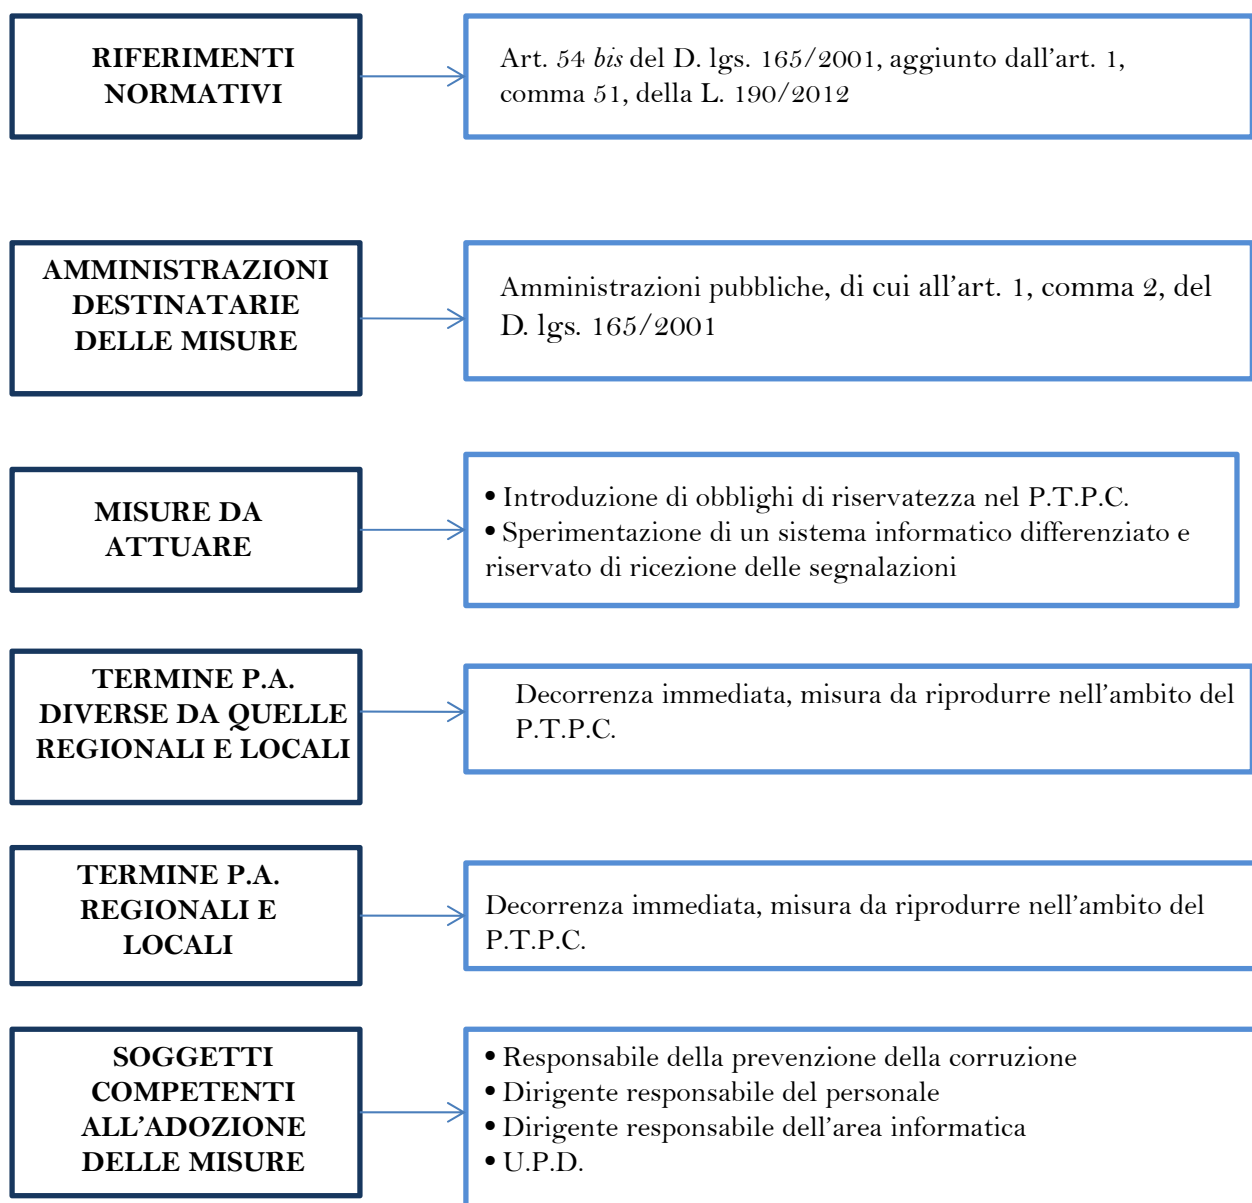 RIFERIMENTI
NORMATIVI
Art. 54 bis del D. lgs. 165/2001, aggiunto dall’art. 1,
comma 51, della L. 190/2012
AMMINISTRAZIONI
DESTINATARIE
DELLE MISURE
Amministrazioni pubbliche, di cui all’art. 1, comma 2, del
D. lgs. 165/2001
MISURE DA
ATTUARE
• Introduzione di obblighi di riservatezza nel P.T.P.C.
• Sperimentazione di un sistema informatico differenziato e
riservato di ricezione delle segnalazioni
TERMINE P.A.
DIVERSE DA QUELLE
REGIONALI E LOCALI
Decorrenza immediata, misura da riprodurre nell’ambito del
P.T.P.C.
TERMINE P.A.
REGIONALI E
LOCALI
Decorrenza immediata, misura da riprodurre nell’ambito del
P.T.P.C.
SOGGETTI
COMPETENTI
ALL’ADOZIONE
DELLE MISURE
• Responsabile della prevenzione della corruzione
• Dirigente responsabile del personale
• Dirigente responsabile dell’area informatica
• U.P.D.